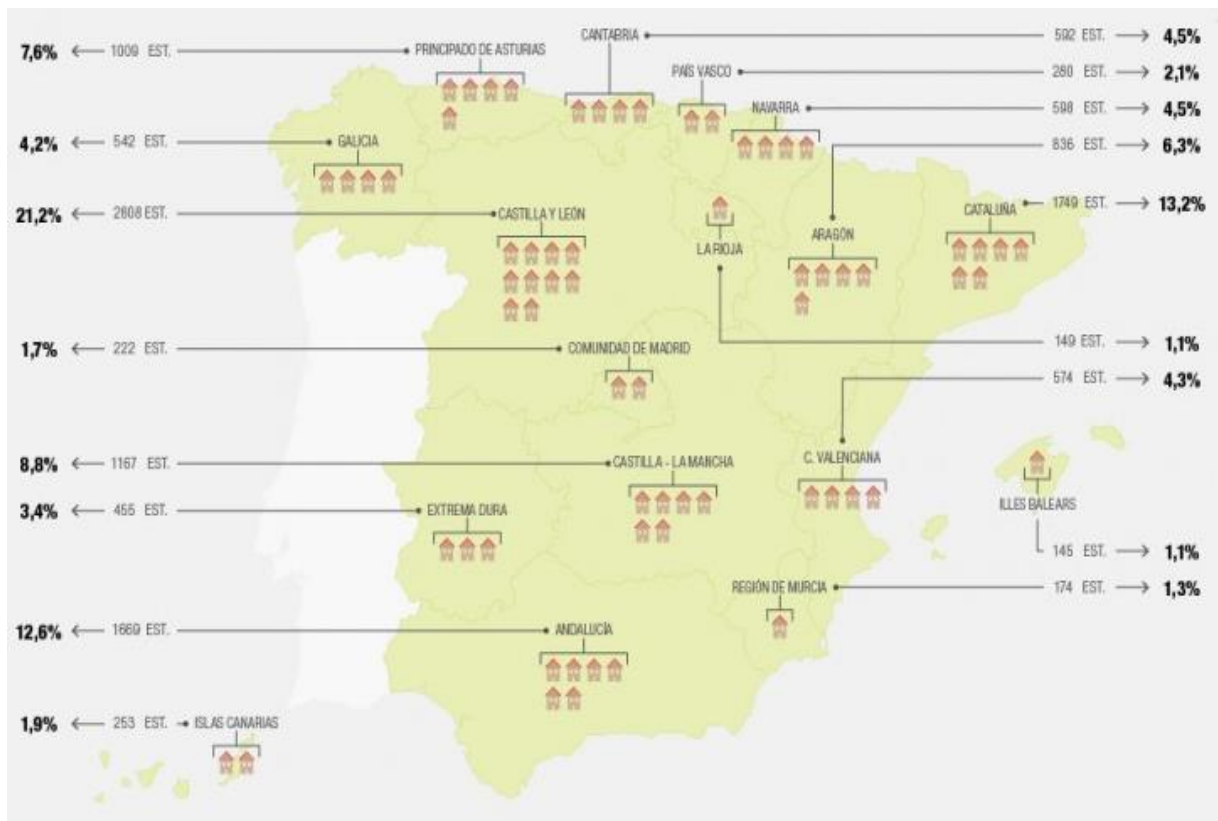 7,6% 1009 EST. PRINCIPADO DE ASTURIAS
CANTABRIA 592 EST. 4,5%
PAÍS VASCO 280 EST. 2,1%
NAVARRA 598 EST. 4,5%
4,2% 542 EST. GALICIA
836 EST. 6,3%
21,2% 2808 EST. CASTILLA Y LEÓN
CATALUÑA 1749 EST. 13,2%
ARAGÓN
LA RIOJA
149 EST. 1,1%
1,7% 222 EST. COMUNIDAD DE MADRID
574 EST. 4,3%
8,8% 1167 EST. CASTILLA - LA MANCHA
C. VALENCIANA
3,4% 455 EST. EXTREMA DURA
ILLES BALEARS
145 EST. 1,1%
REGIÓN DE MURCIA 174 EST. 1,3%
12,6% 1669 EST. ANDALUCÍA
1,9% 253 EST. ISLAS CANARIAS